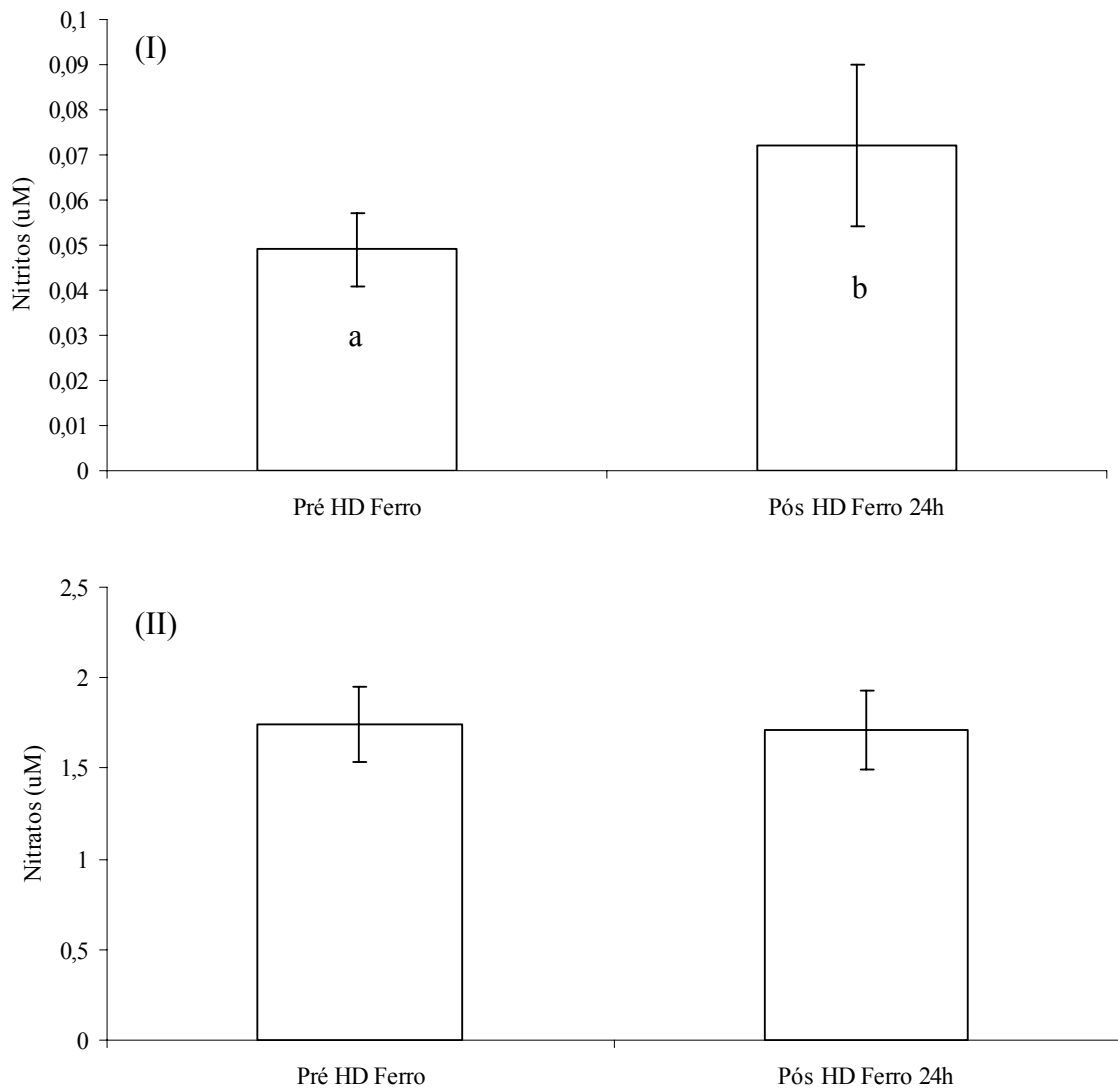 (I)
Nitritos (uM)
0,1
0,09
0,08
0,07
0,06
0,05
0,04
0,03
0,02
0,01
0
a
b
Pré HD Ferro
Pós HD Ferro 24h
(II)
Nitratos (uM)
2,5
2
1,5
1
0,5
0
Pré HD Ferro
Pós HD Ferro 24h